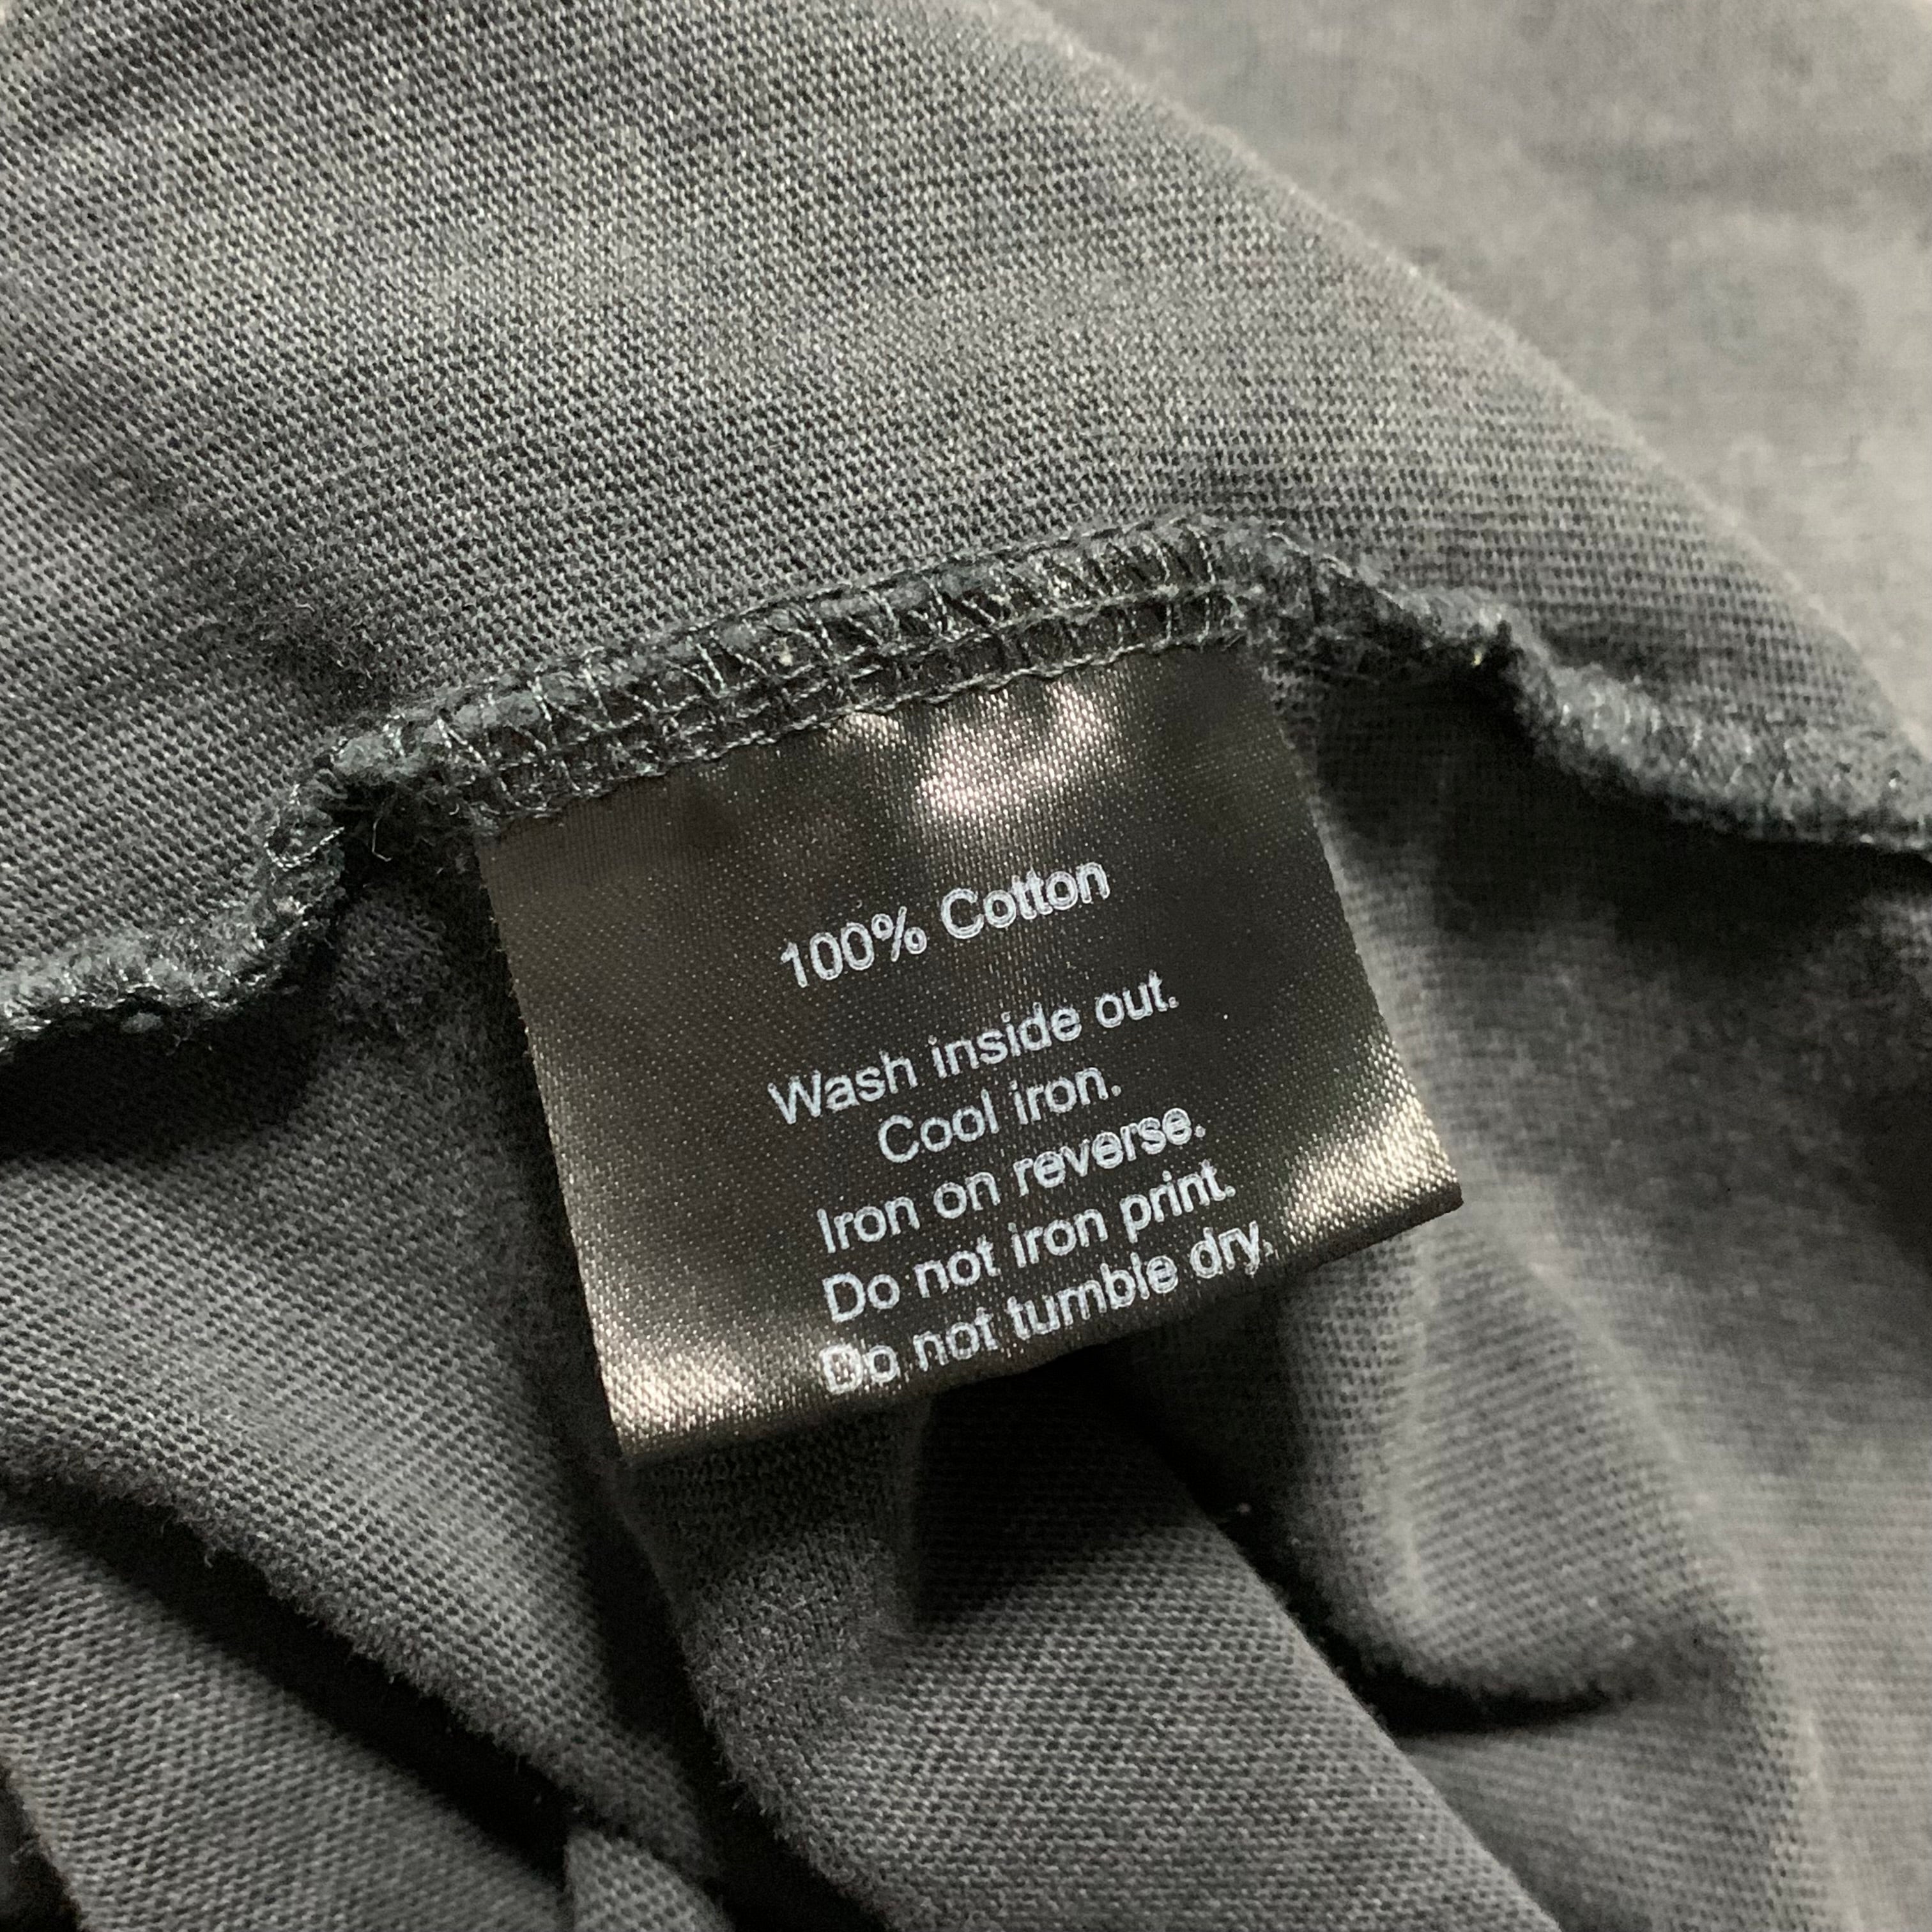 100% Cotton
Wash inside out.
Cool iron.
Iron on reverse.
Do not iron print.
Do not tumble dry.